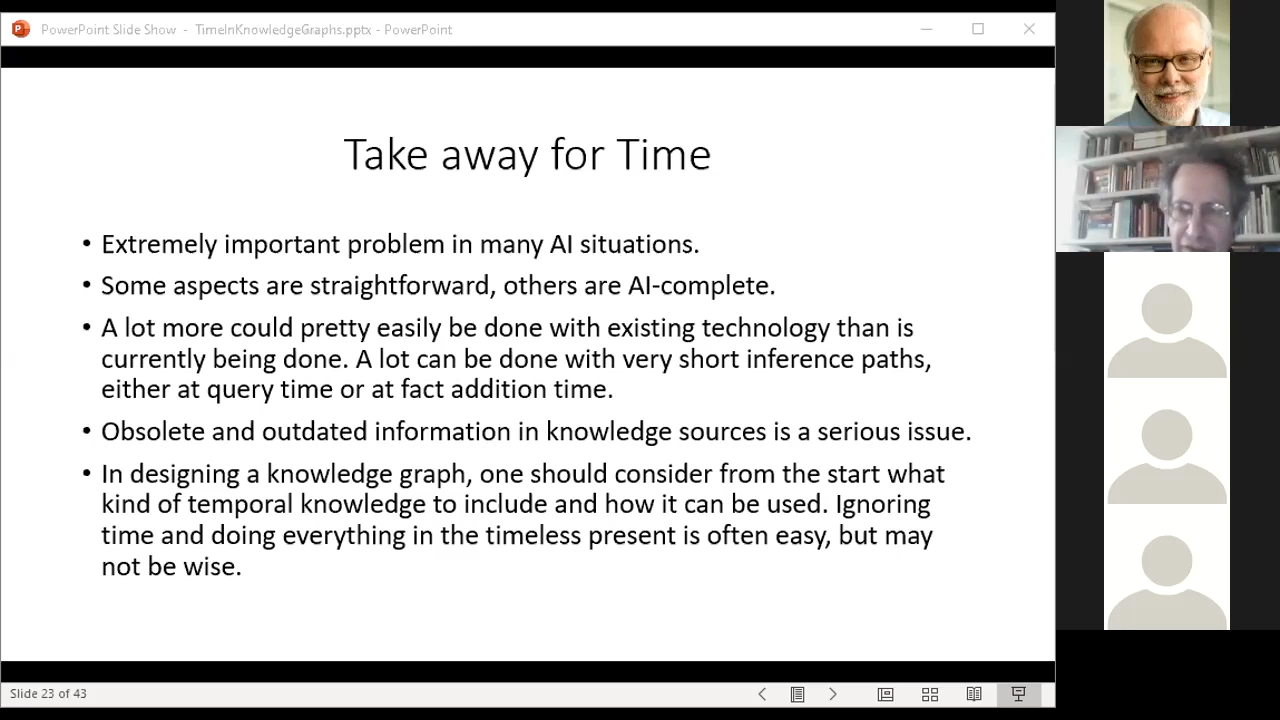 PowerPoint Slide Show - TimeInKnowledgeGraphs.pptx - PowerPoint
Take away for Time
• Extremely important problem in many AI situations.
• Some aspects are straightforward, others are AI-complete.
• A lot more could pretty easily be done with existing technology than is
currently being done. A lot can be done with very short inference paths,
either at query time or at fact addition time.
• Obsolete and outdated information in knowledge sources is a serious issue.
• In designing a knowledge graph, one should consider from the start what
kind of temporal knowledge to include and how it can be used. Ignoring
time and doing everything in the timeless present is often easy, but may
not be wise.
Slide 23 of 43